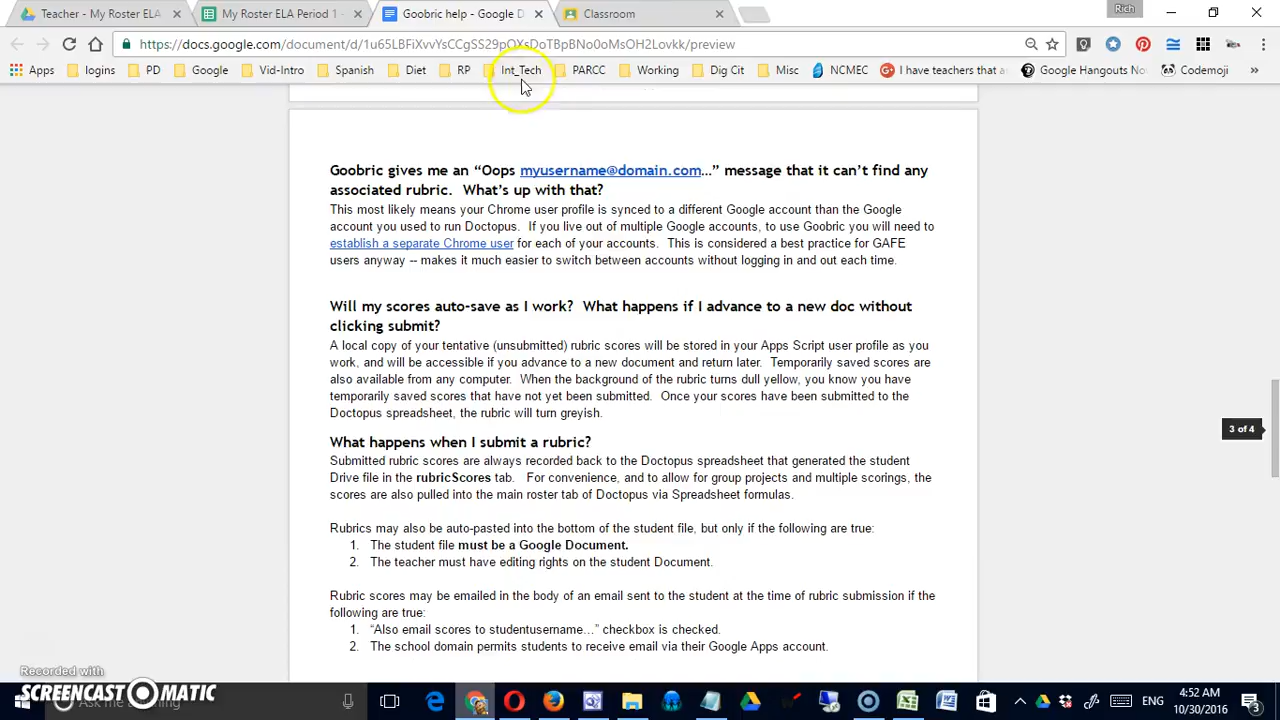 Teacher - My Rater ELA
My Roster ELA Period 1 -
Goobric help - Google D
Classroom
Rich
https://docs.google.com/document/d/1u65LBFiXvvYsCCgSS29pQXsDoTBpBNo0oMsOH2Lovkk/preview
Apps logins PD Google Vid-Intro Spanish Diet RP Int_Tech PARCC Working Dig Cit Misc NCMEC I have teachers that a Google Hangouts No Codemoji »
Goobric gives me an “Oops myusername@domain.com...” message that it can’t find any
associated rubric. What’s up with that?
This most likely means your Chrome user profile is synced to a different Google account than the Google
account you used to run Doctopus. If you live out of multiple Google accounts, to use Goobric you will need to
establish a separate Chrome user for each of your accounts. This is considered a best practice for GAFE
users anyway -- makes it much easier to switch between accounts without logging in and out each time.
Will my scores auto-save as I work? What happens if I advance to a new doc without
clicking submit?
A local copy of your tentative (unsubmitted) rubric scores will be stored in your Apps Script user profile as you
work, and will be accessible if you advance to a new document and return later. Temporarily saved scores are
also available from any computer. When the background of the rubric turns dull yellow, you know you have
temporarily saved scores that have not yet been submitted. Once your scores have been submitted to the
Doctopus spreadsheet, the rubric will turn greyish.
3 of 4
What happens when I submit a rubric?
Submitted rubric scores are always recorded back to the Doctopus spreadsheet that generated the student
Drive file in the rubricScores tab. For convenience, and to allow for group projects and multiple scorings, the
scores are also pulled into the main roster tab of Doctopus via Spreadsheet formulas.
Rubrics may also be auto-pasted into the bottom of the student file, but only if the following are true:
1. The student file must be a Google Document.
2. The teacher must have editing rights on the student Document.
Rubric scores may be emailed in the body of an email sent to the student at the time of rubric submission if the
following are true:
1. “Also email scores to studentusername...” checkbox is checked.
2. The school domain permits students to receive email via their Google Apps account.
Recorded with
SCREENCAST MATIC
Ask me anything
ENG
4:52 AM
10/30/2016
3